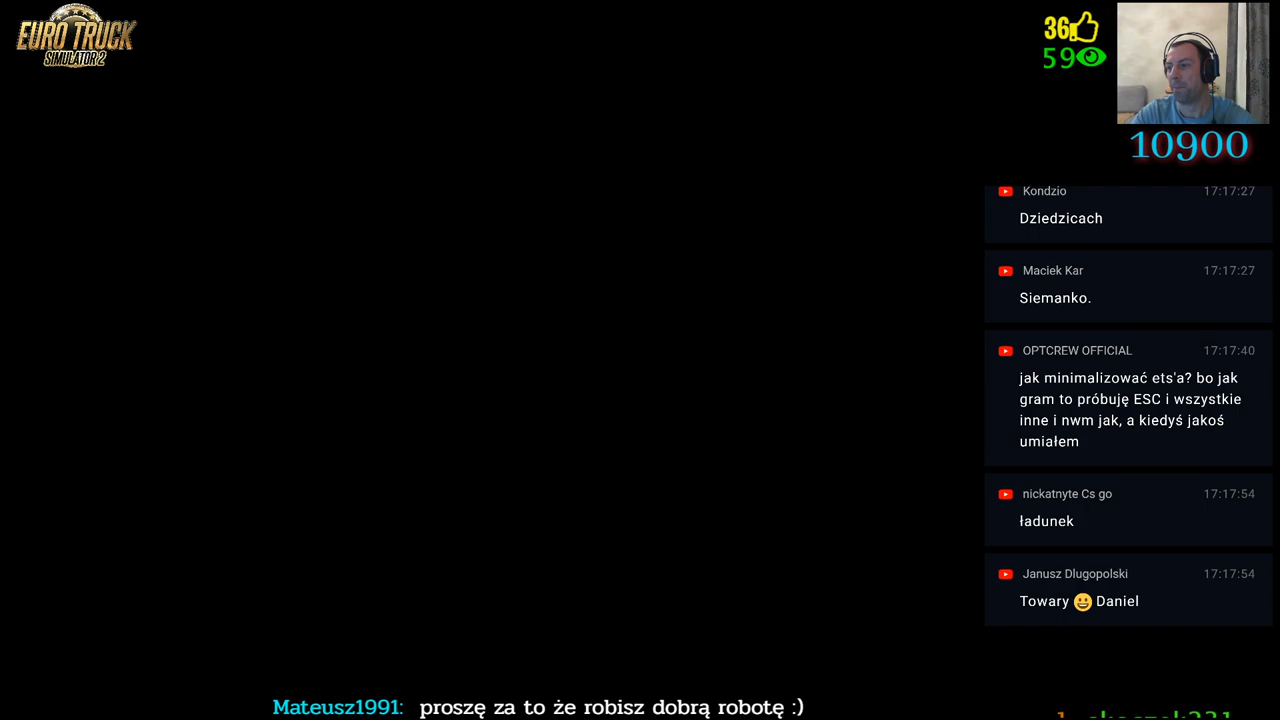 EURO TRUCK
SIMULATOR 2
36
59
10900
Kondzio 17:17:27
Dziedzicach
Maciek Kar 17:17:27
Siemanko.
OPTCREW OFFICIAL 17:17:40
jak minimalizować ets'a? bo jak
gram to próbuję ESC i wszystkie
inne i nwm jak, a kiedyś jakoś
umiałem
nickatnyte Cs go 17:17:54
ładunek
Janusz Dlugopolski 17:17:54
Towary 😀 Daniel
Mateusz1991: proszę za to że robisz dobrą robotę :)